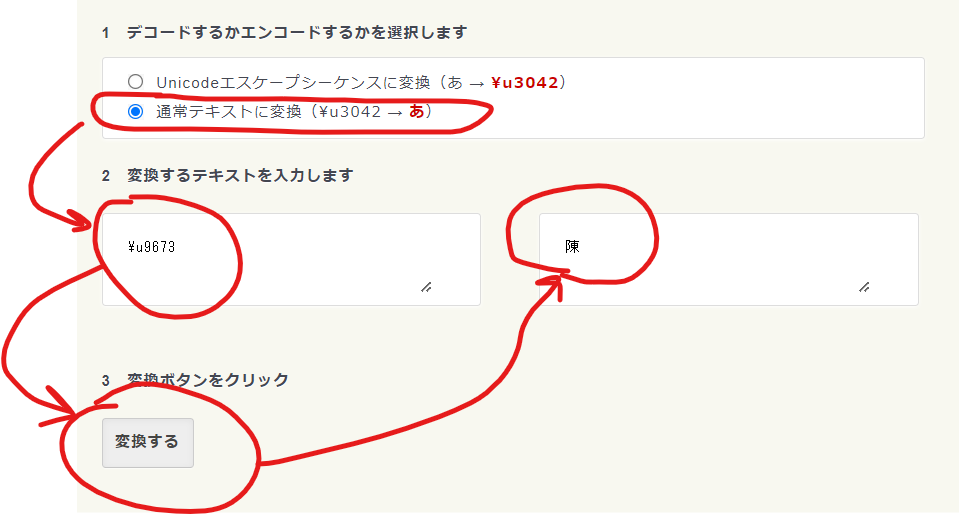 1 デコードするかエンコードするかを選択します
Unicodeエスケープシーケンスに変換（あ → ¥u3042）
通常テキストに変換（¥u3042 → あ）
2 変換するテキストを入力します
¥u9673
陳
3 変換ボタンをクリック
変換する